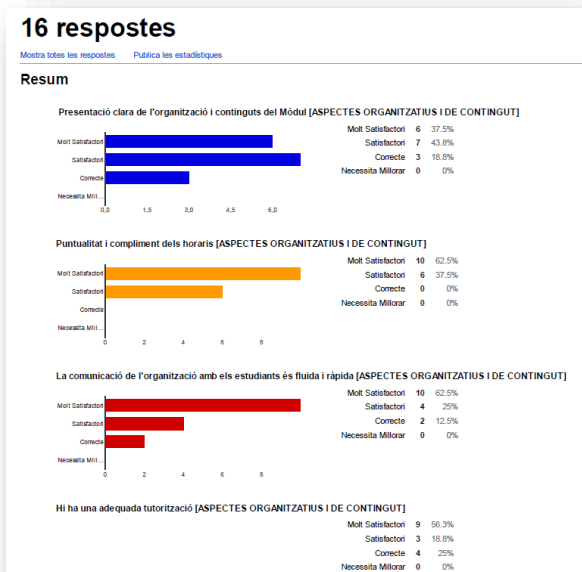 16 respostes
Mostra totes les respostes Publica les estadístiques
Resum
Presentació clara de l'organització i continguts del Mòdul [ASPECTES ORGANITZATIUS I DE CONTINGUT]
Molt Satisfactori 6 37.5%
Satisfactori 7 43.8%
Correcte 3 18.8%
Necessita Millorar 0 0%
Molt Satisfactori
Satisfactori
Correcte
Necessita Mill...
0,0 1,5 3,0 4,5 6,0
Puntualitat i compliment dels horaris [ASPECTES ORGANITZATIUS I DE CONTINGUT]
Molt Satisfactori 10 62.5%
Satisfactori 6 37.5%
Correcte 0 0%
Necessita Millorar 0 0%
Molt Satisfactori
Satisfactori
Correcte
Necessita Mill...
0 2 4 6 8
La comunicació de l'organització amb els estudiants és fluida i ràpida [ASPECTES ORGANITZATIUS I DE CONTINGUT]
Molt Satisfactori 10 62.5%
Satisfactori 4 25%
Correcte 2 12.5%
Necessita Millorar 0 0%
Molt Satisfactori
Satisfactori
Correcte
Necessita Mill...
0 2 4 6 8
Hi ha una adequada tutorització [ASPECTES ORGANITZATIUS I DE CONTINGUT]
Molt Satisfactori 9 56.3%
Satisfactori 3 18.8%
Correcte 4 25%
Necessita Millorar 0 0%